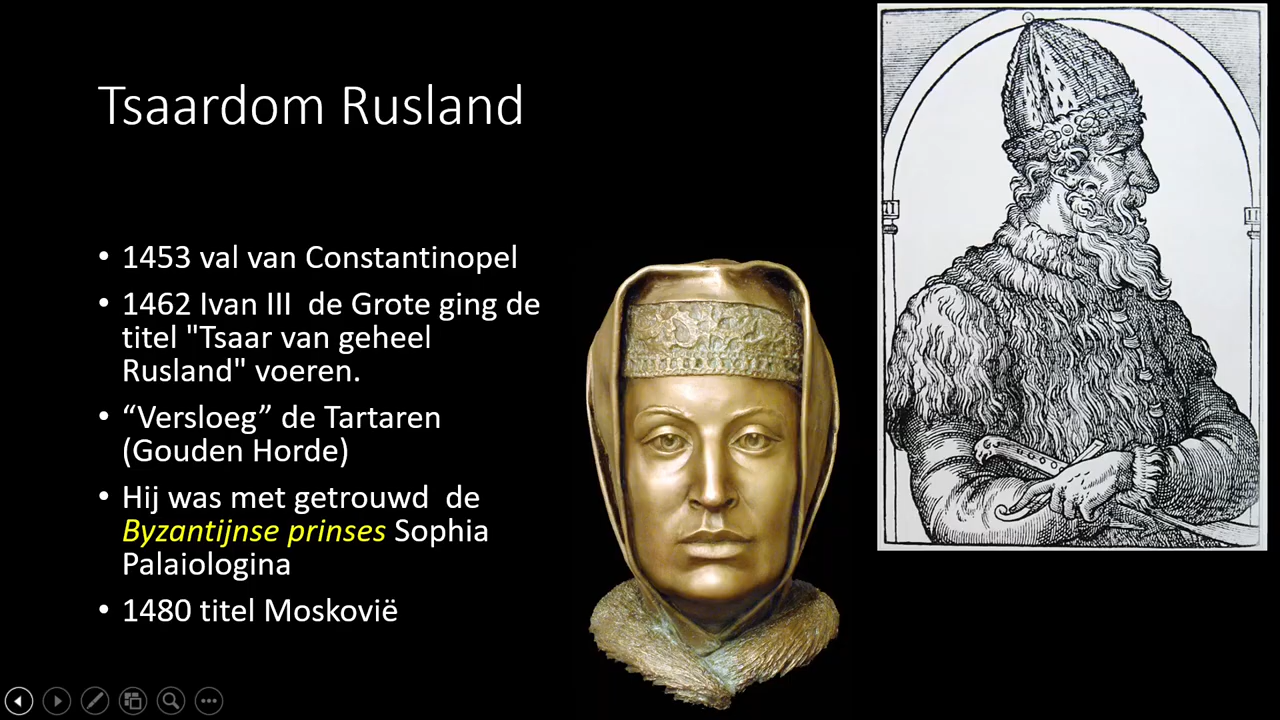 Tsaardom Rusland
• 1453 val van Constantinopel
• 1462 Ivan III  de Grote ging de
titel "Tsaar van geheel
Rusland" voeren.
• “Versloeg” de Tartaren
(Gouden Horde)
• Hij was met getrouwd  de
Byzantijnse prinses Sophia
Palaiologina
• 1480 titel Moskovië